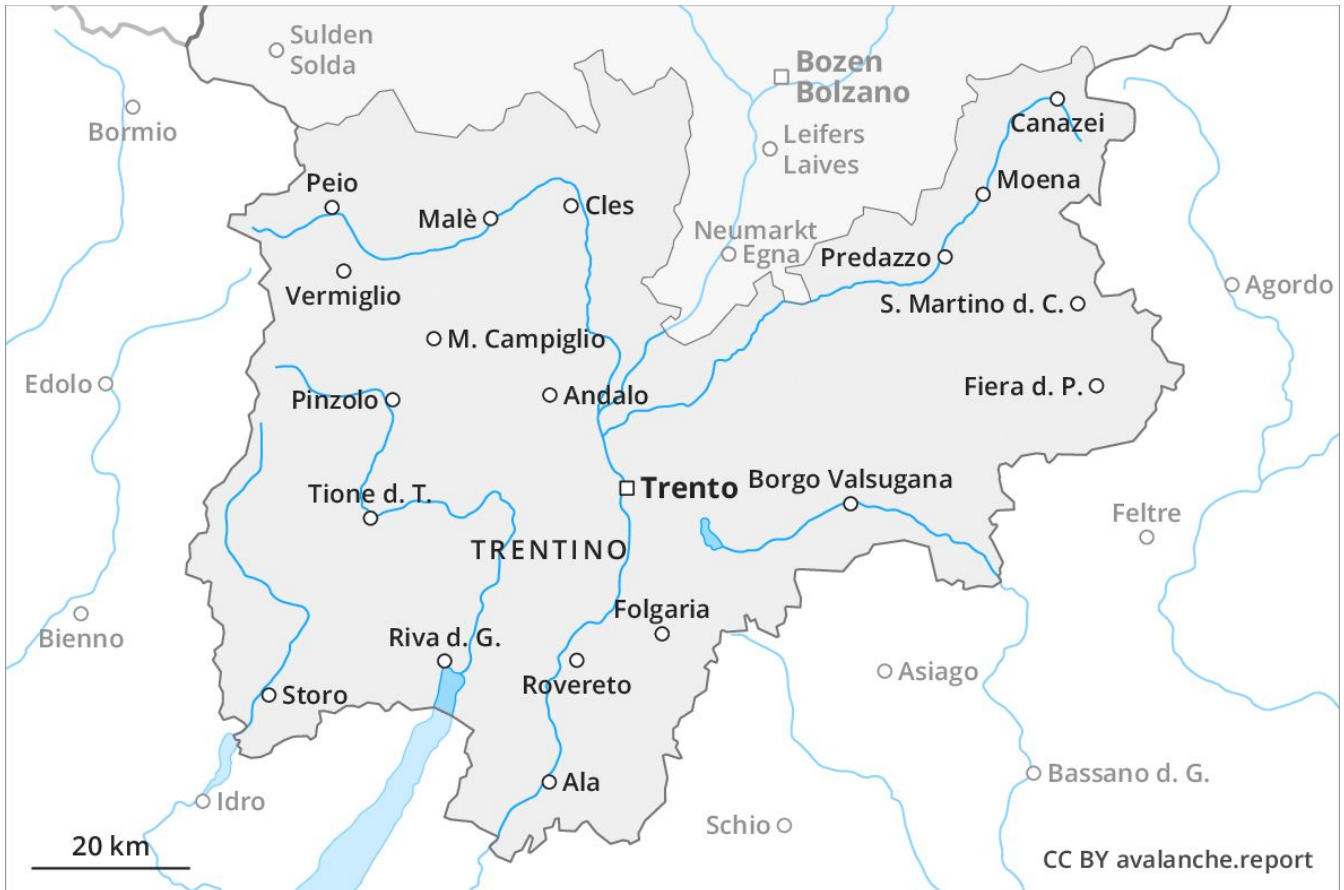 Sulden
Solda
Bozen
Bolzano
Bormio
Canazei
Leifers
Laives
Peio
Moena
Malè
Cles
Neumarkt
Egna
Predazzo
Vermiglio
Agordo
S. Martino d. C.
M. Campiglio
Edolo
Pinzolo
Andalo
Fiera d. P.
Tione d. T.
Trento
Borgo Valsugana
Feltre
TRENTINO
Folgaria
Bienno
Riva d. G.
Asiago
Rovereto
Storo
Ala
Bassano d. G.
Idro
Schio
20 km
CC BY avalanche.report